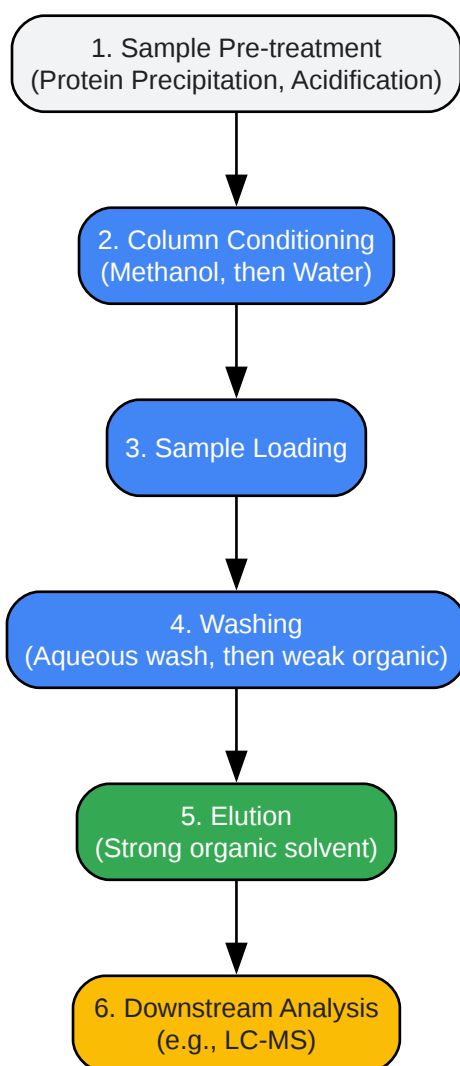 1. Sample Pre-treatment
(Protein Precipitation, Acidification)
2. Column Conditioning
(Methanol, then Water)
3. Sample Loading
4. Washing
(Aqueous wash, then weak organic)
5. Elution
(Strong organic solvent)
6. Downstream Analysis
(e.g., LC-MS)